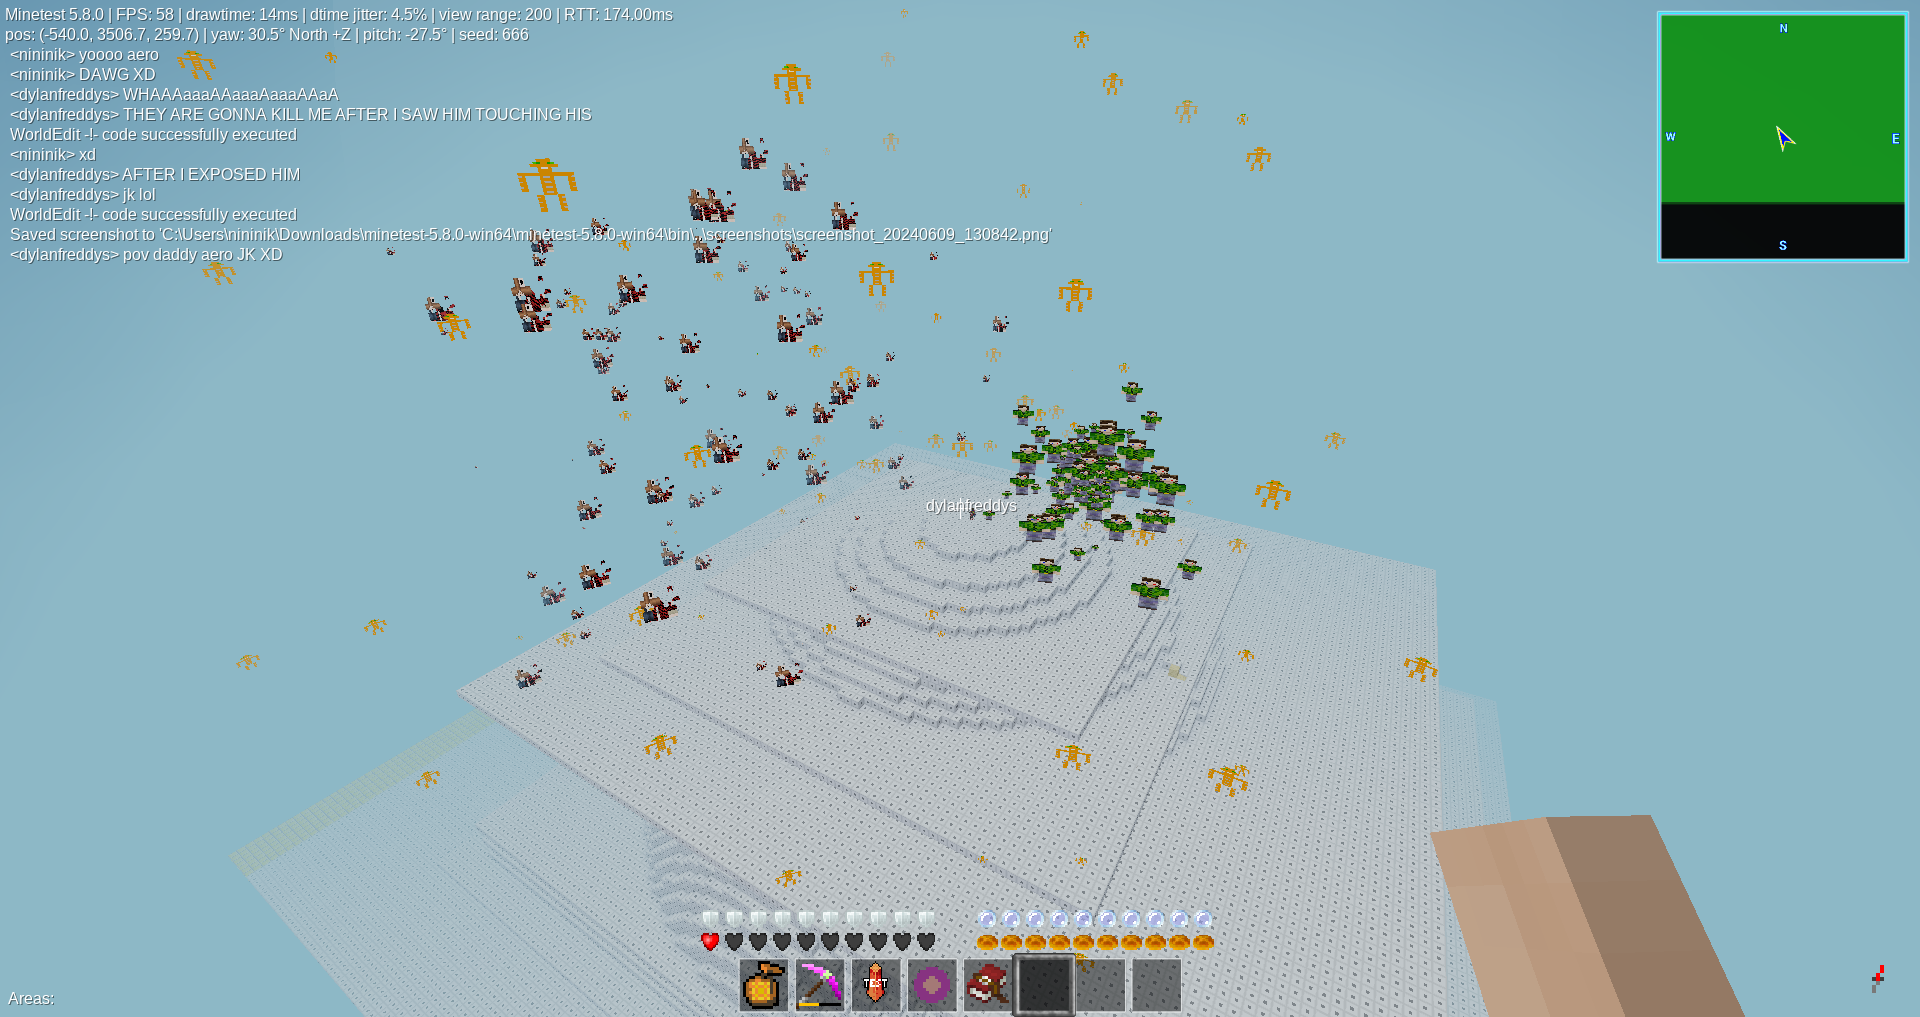 Minetest 5.8.0 | FPS: 58 | drawtime: 14ms | dtime jitter: 4.5% | view range: 200 | RTT: 174.00ms
pos: (-540.0, 3506.7, 259.7) | yaw: 30.5° North +Z | pitch: -27.5° | seed: 666
<nininik> yoooo aero
<nininik> DAWG XD
<dylanfreddys> WHAAAaaaAAaaaAaaaAAaA
<dylanfreddys> THEY ARE GONNA KILL ME AFTER I SAW HIM TOUCHING HIS
WorldEdit -!- code successfully executed
<nininik> xd
<dylanfreddys> AFTER I EXPOSED HIM
<dylanfreddys> jk lol
WorldEdit -!- code successfully executed
Saved screenshot to 'C:\Users\nininik\Downloads\minetest-5.8.0-win64\minetest-5.8.0-win64\bin\..\screenshots\screenshot_20240609_130842.png'
<dylanfreddys> pov daddy aero JK XD
N
W
E
S
dylanfreddys
TEST
Areas: